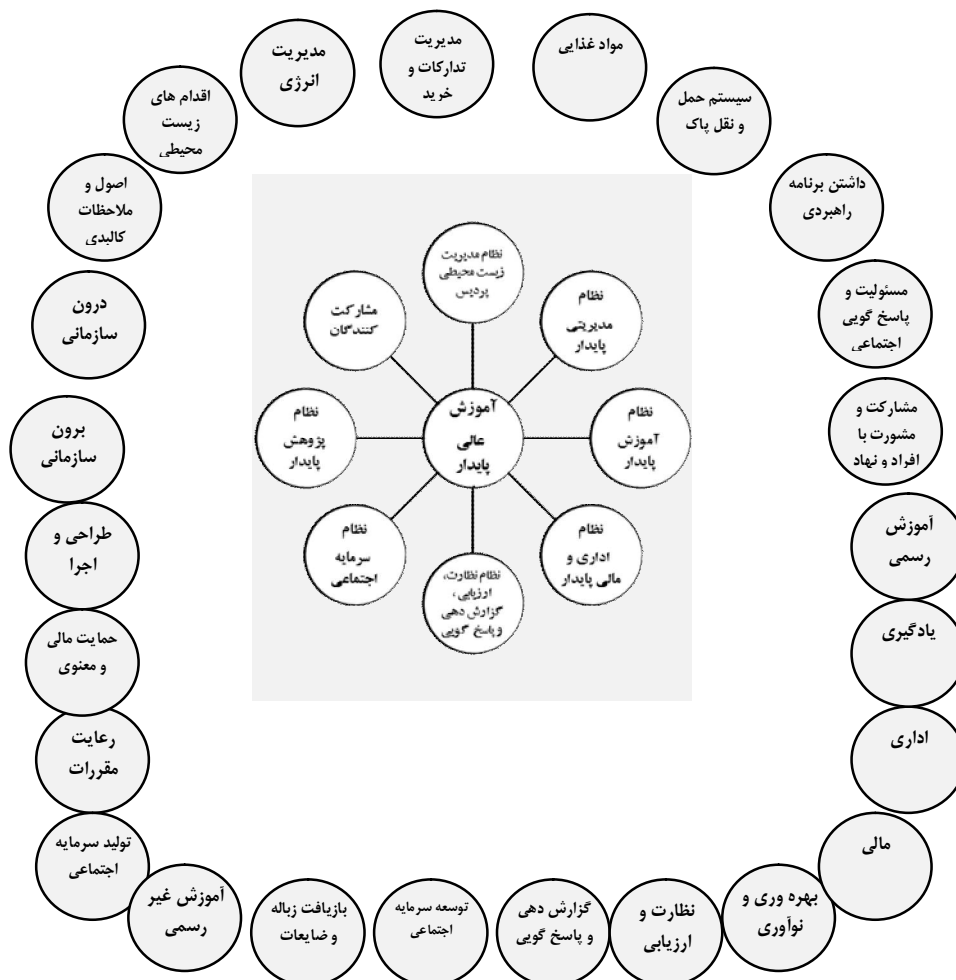 مدیریت
انرژی
مدیریت
تدارکات و
خرید
مواد غذایی
سیستم حمل
و نقل پاک
داشتن برنامه
راهبردی
مسئولیت و
پاسخ گویی
اجتماعی
مشارکت و
مشورت با
افراد و نهاد
آموزش
رسمی
یادگیری
اداری
مالی
بهره وری و
نوآوری
نظارت و
ارزیابی
گزارش دهی
و پاسخ گویی
توسعه سرمایه
اجتماعی
بازیافت زباله
و ضایعات
آموزش غیر
رسمی
تولید سرمایه
اجتماعی
رعایت
مقررات
حمایت مالی
و معنوی
طراحی و
اجرا
برون
سازمانی
درون
سازمانی
اصول و
ملاحظات
کالبدی
اقدام های
زیست
محیطی
نظام مدیریت
زیست محیطی
پردیس
نظام
مدیریتی
پایدار
نظام
آموزش
پایدار
نظام
اداری و
مالی پایدار
نظام نظارت،
ارزیابی ،
گزارش دهی
و پاسخ گویی
نظام
سرمایه
اجتماعی
نظام
پژوهش
پایدار
مشارکت
کنندگان
آموزش
عالی
پایدار